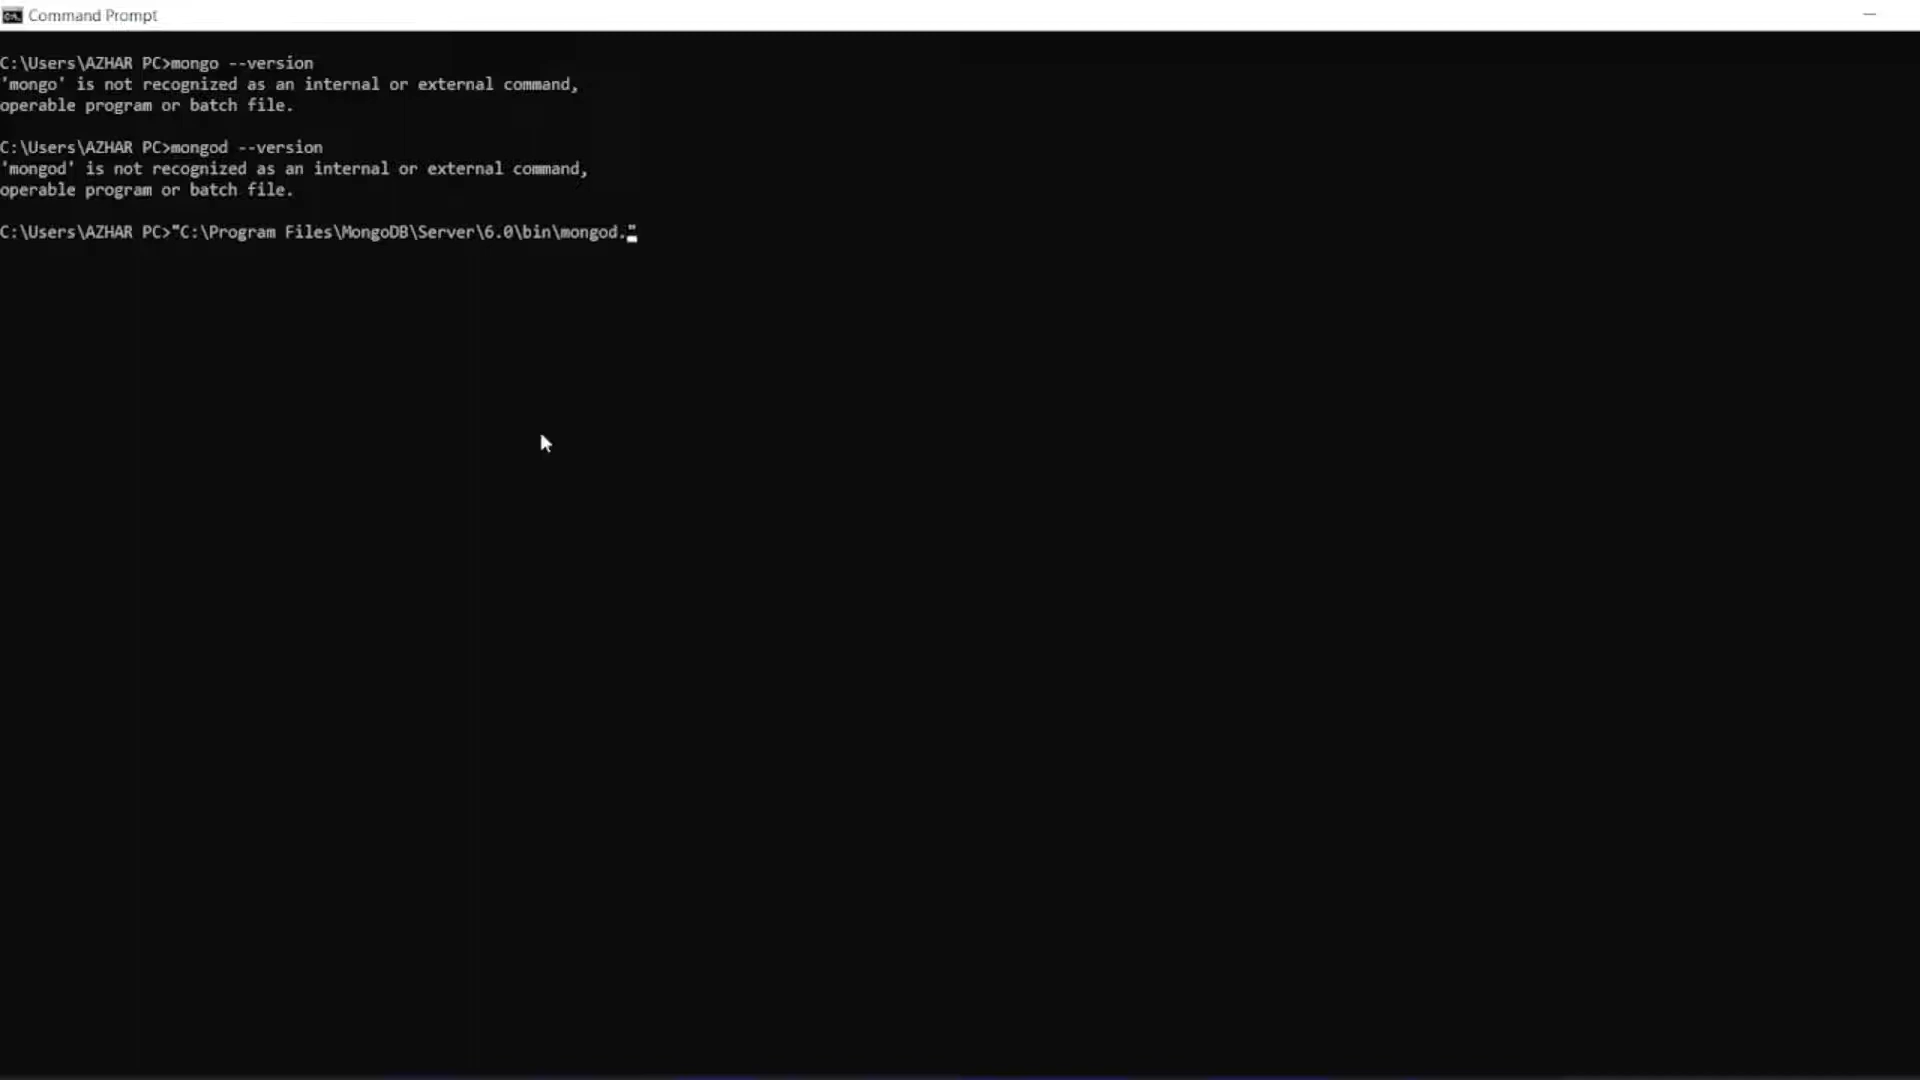 Command Prompt
C:\Users\AZHAR PC>mongo --version
'mongo' is not recognized as an internal or external command,
operable program or batch file.
C:\Users\AZHAR PC>mongod --version
'mongod' is not recognized as an internal or external command,
operable program or batch file.
C:\Users\AZHAR PC>"C:\Program Files\MongoDB\Server\6.0\bin\mongod."